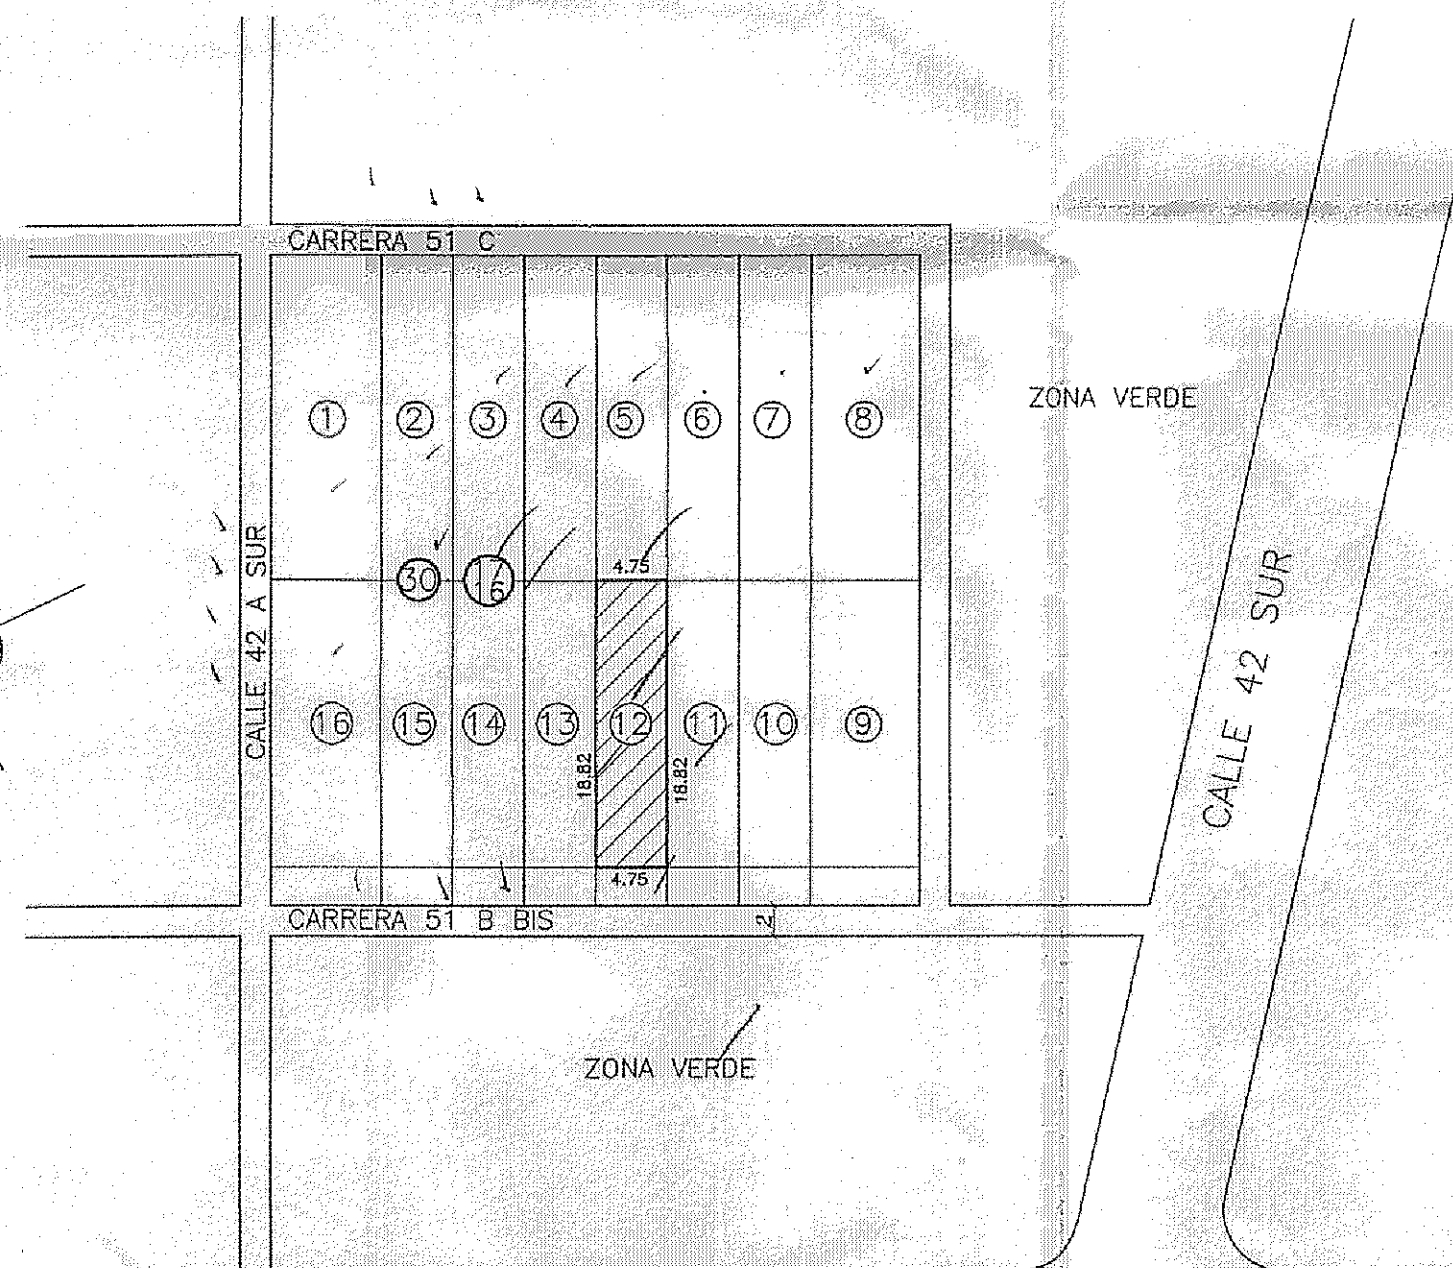 CARRERA 51 C
ZONA VERDE
1 2 3 4 5 6 7 8
CALLE 42 A SUR
4.75
30 16
CALLE 42 SUR
16 15 14 13 12 11 10 9
18.82 18.82
4.75
CARRERA 51 B BIS
2
ZONA VERDE